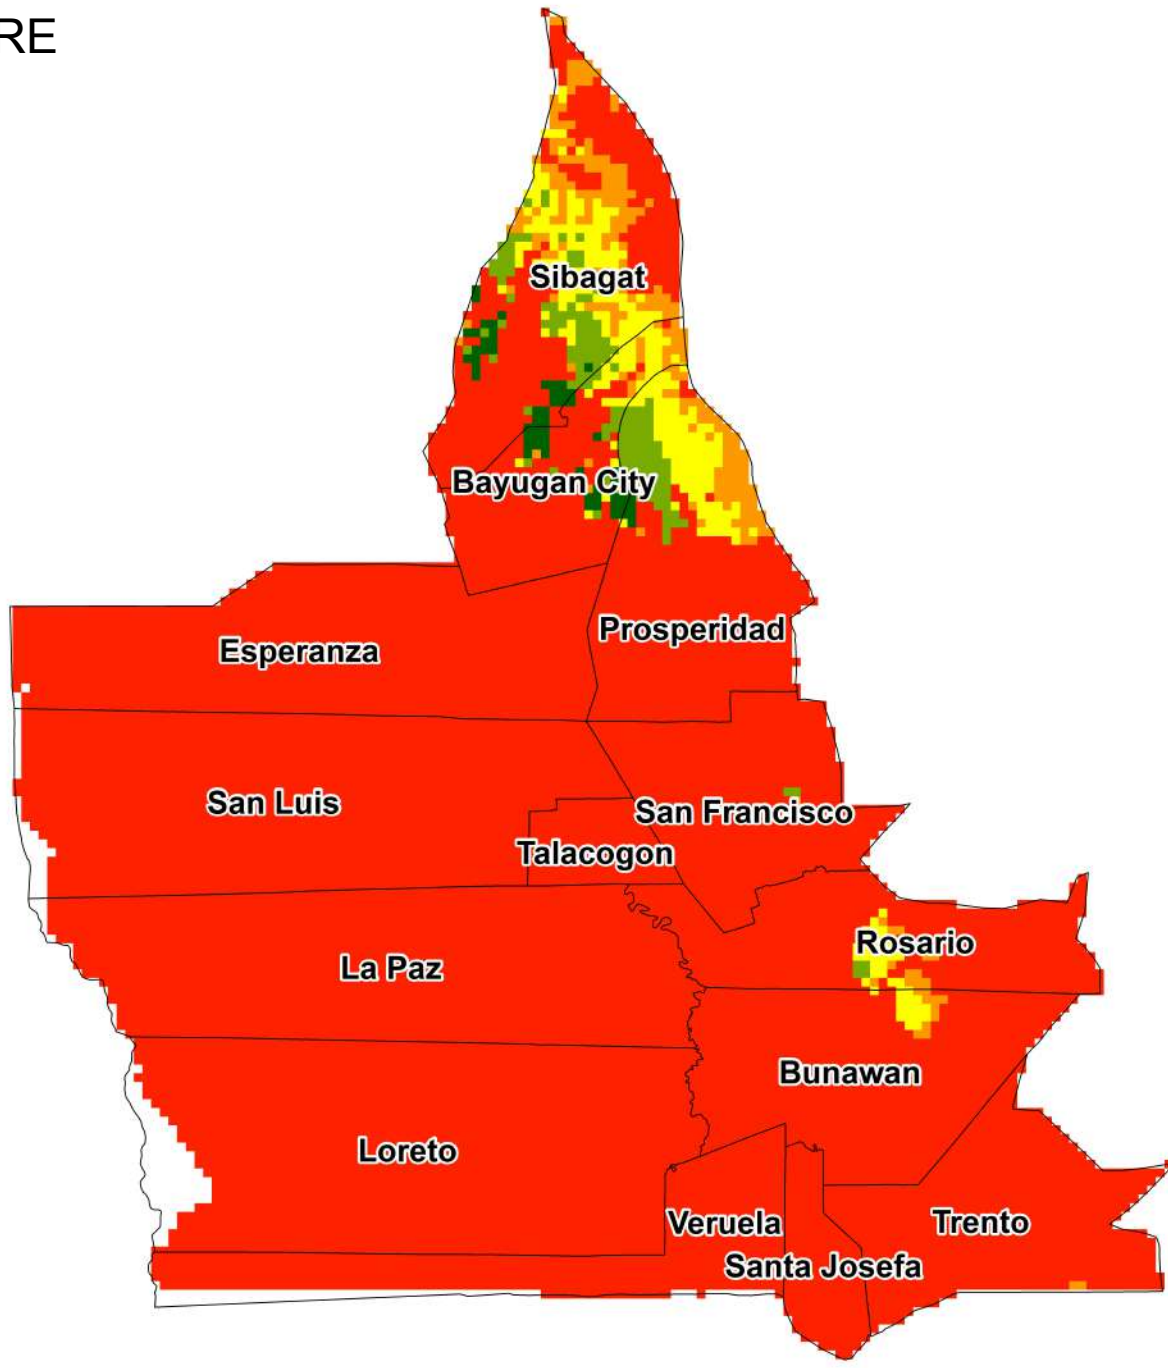 RE
Sibagat
Bayugan City
Prosperidad
Esperanza
San Luis
San Francisco
Talacogon
Rosario
La Paz
Bunawan
Loreto
Veruela
Trento
Santa Josefa